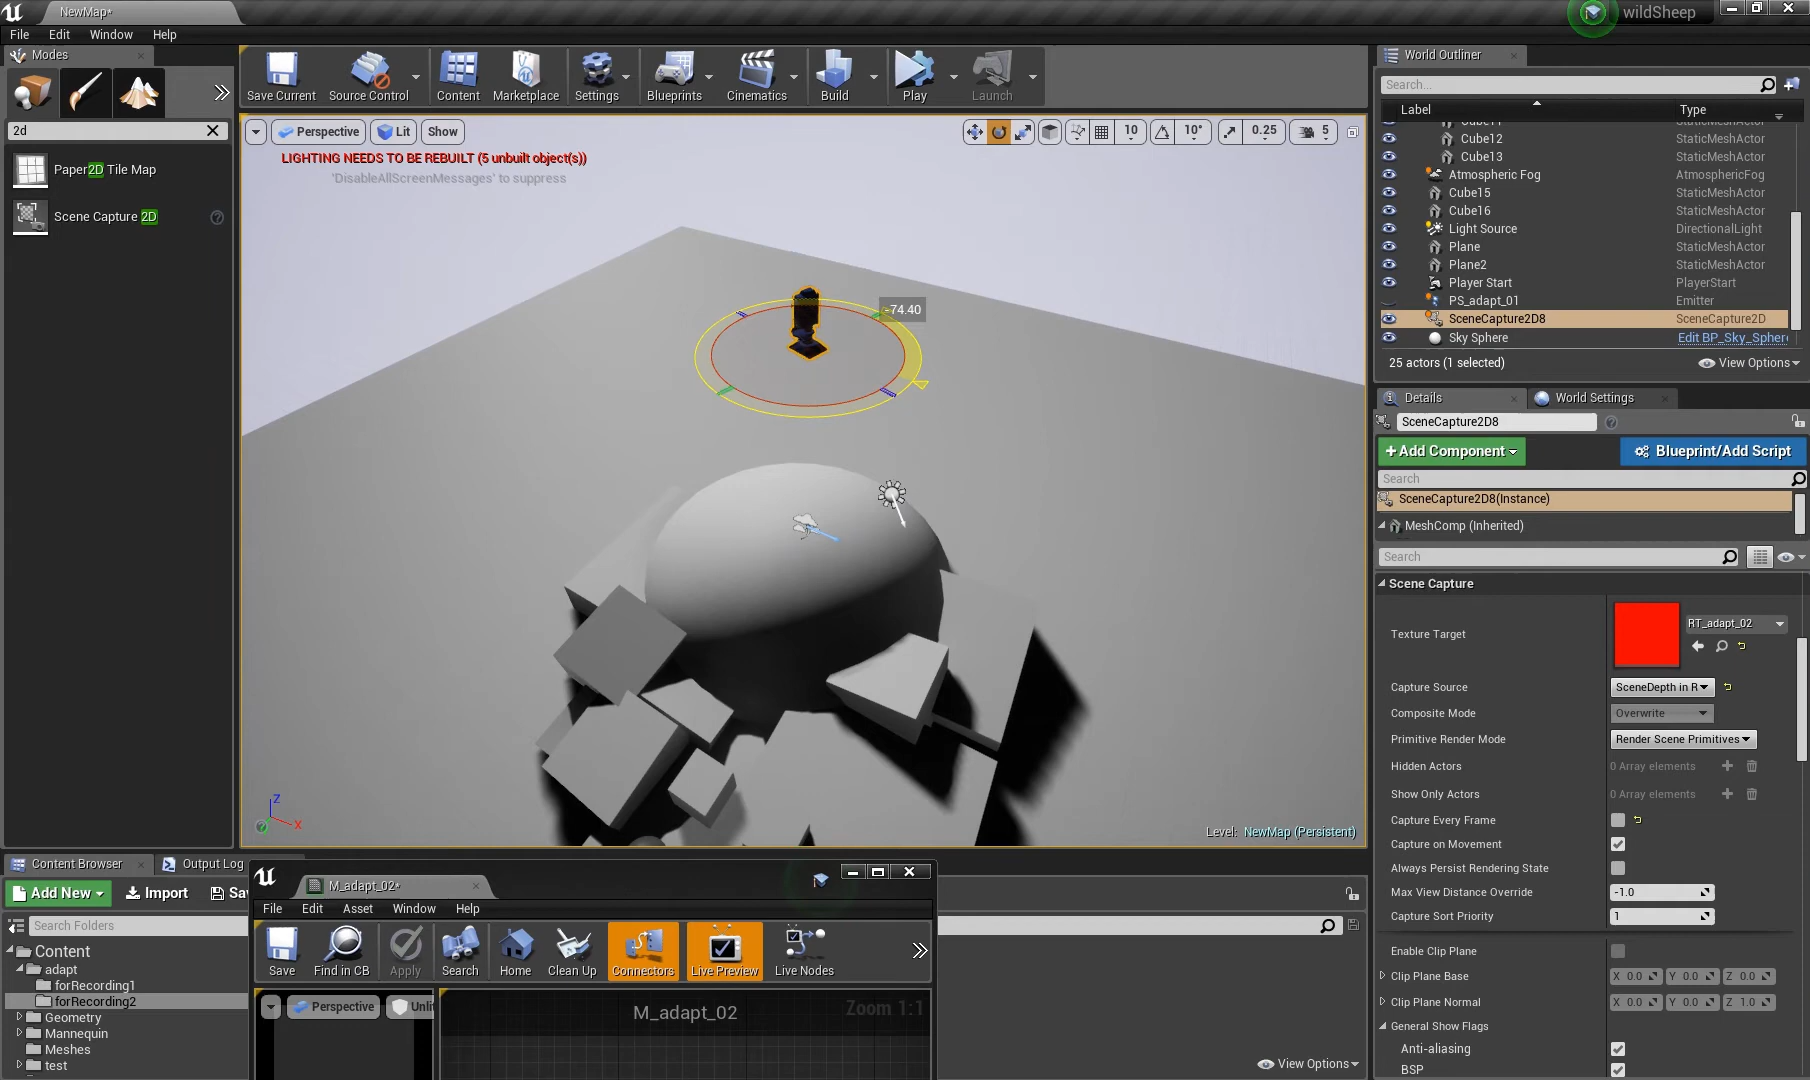 NewMap*
wildSheep
File Edit Window Help
Modes
2d
Paper2D Tile Map
Scene Capture 2D
Save Current Source Control Content Marketplace Settings Blueprints Cinematics Build Play Launch
Perspective Lit Show
10 10° 0.25 5
LIGHTING NEEDS TO BE REBUILT (5 unbuilt object(s))
'DisableAllScreenMessages' to suppress
-74.40
Z
X
Level: NewMap (Persistent)
World Outliner
Search...
Label Type
Cube11 StaticMeshActor
Cube12 StaticMeshActor
Cube13 StaticMeshActor
Atmospheric Fog AtmosphericFog
Cube15 StaticMeshActor
Cube16 StaticMeshActor
Light Source DirectionalLight
Plane StaticMeshActor
Plane2 StaticMeshActor
Player Start PlayerStart
PS_adapt_01 Emitter
SceneCapture2D8 SceneCapture2D
Sky Sphere Edit BP_Sky_Sphere
25 actors (1 selected) View Options
Details World Settings
SceneCapture2D8
+Add Component Blueprint/Add Script
Search
SceneCapture2D8(Instance)
MeshComp (Inherited)
Search
Scene Capture
Texture Target RT_adapt_02
Capture Source SceneDepth in R
Composite Mode Overwrite
Primitive Render Mode Render Scene Primitives
Hidden Actors 0 Array elements
Show Only Actors 0 Array elements
Capture Every Frame
Capture on Movement
Always Persist Rendering State
Max View Distance Override -1.0
Capture Sort Priority 1
Enable Clip Plane
Clip Plane Base X 0.0 Y 0.0 Z 0.0
Clip Plane Normal X 0.0 Y 0.0 Z 1.0
General Show Flags
Anti-aliasing
BSP
Content Browser Output Log
Add New Import Sav
Search Folders
Content
adapt
forRecording1
forRecording2
Geometry
Mannequin
Meshes
test
M_adapt_02*
File Edit Asset Window Help
Save Find in CB Apply Search Home Clean Up Connectors Live Preview Live Nodes
Perspective Unlit
M_adapt_02 Zoom 1:1
View Options